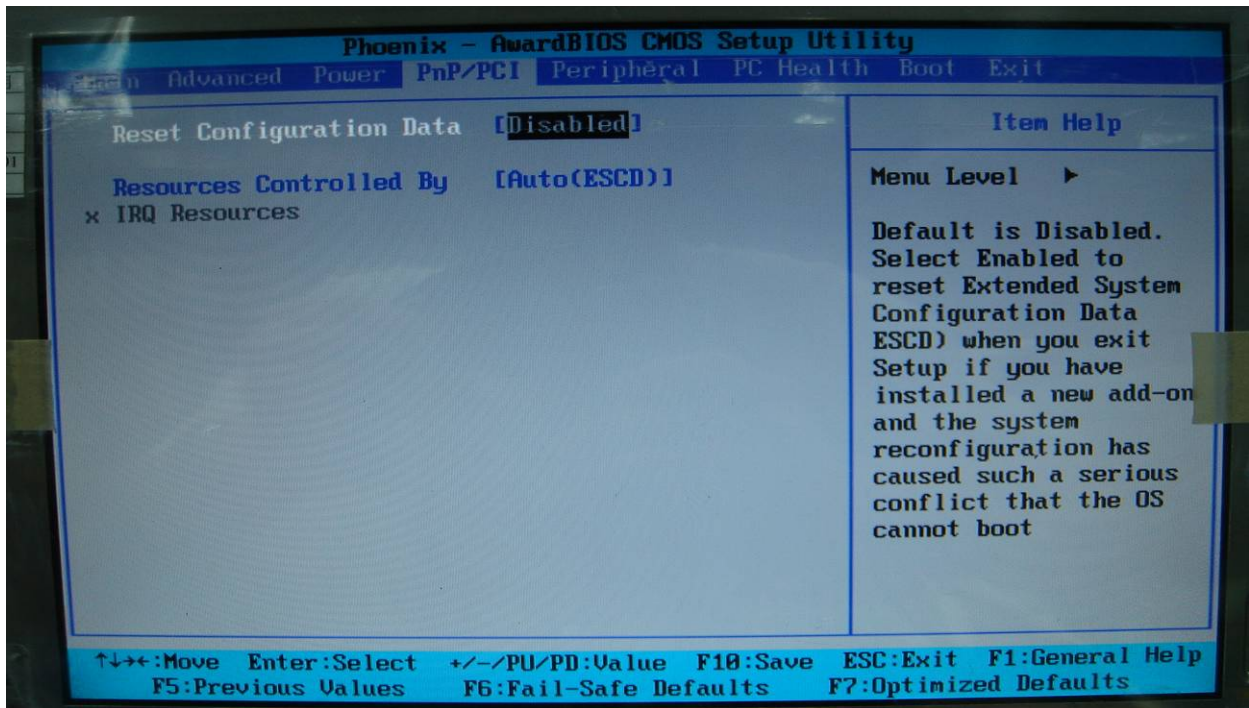 Phoenix - AwardBIOS CMOS Setup Utility
Advanced Power PnP/PCI Peripheral PC Health Boot Exit
Reset Configuration Data [Disabled]
Resources Controlled By [Auto(ESCD)]
x IRQ Resources
Item Help
Menu Level ►
Default is Disabled.
Select Enabled to
reset Extended System
Configuration Data
ESCD) when you exit
Setup if you have
installed a new add-on
and the system
reconfiguration has
caused such a serious
conflict that the OS
cannot boot
↑↓→←:Move Enter:Select +/-/PU/PD:Value F10:Save ESC:Exit F1:General Help
F5:Previous Values F6:Fail-Safe Defaults F7:Optimized Defaults